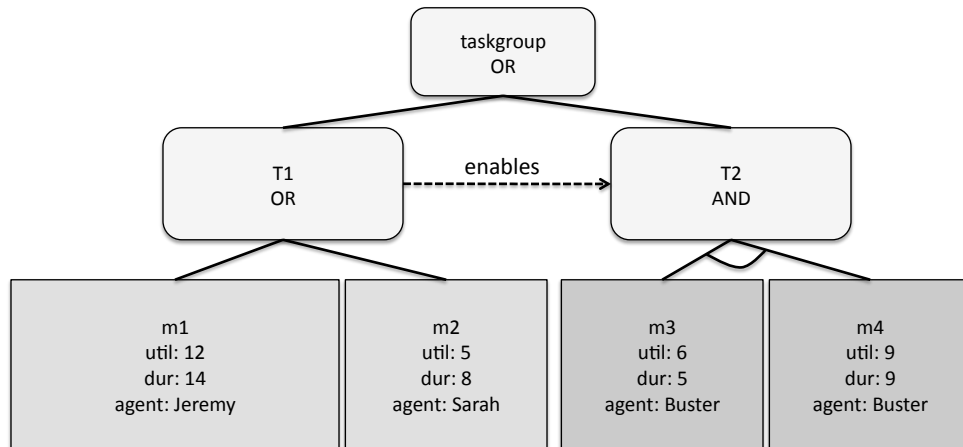 taskgroup
OR
T1
OR
enables
T2
AND
m1
util: 12
dur: 14
agent: Jeremy
m2
util: 5
dur: 8
agent: Sarah
m3
util: 6
dur: 5
agent: Buster
m4
util: 9
dur: 9
agent: Buster